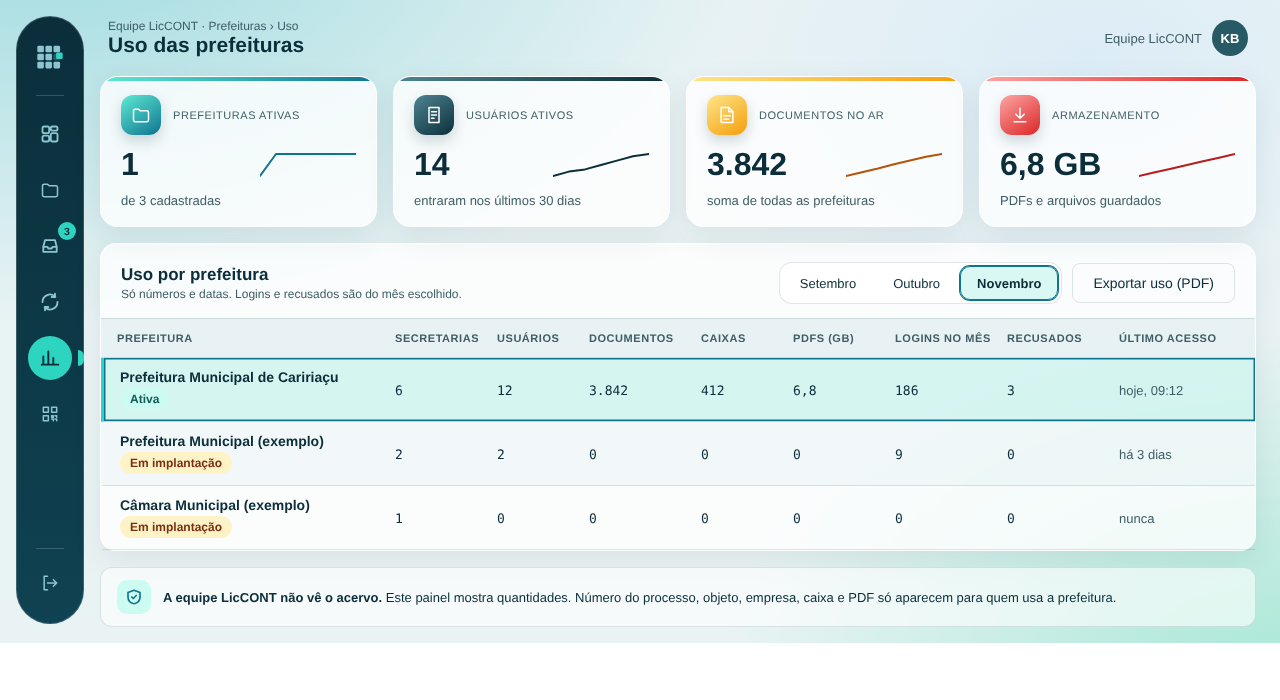 Equipe LicCONT · Prefeituras › Uso
Uso das prefeituras
Equipe LicCONT
KB
3
PREFEITURAS ATIVAS
1
de 3 cadastradas
USUÁRIOS ATIVOS
14
entraram nos últimos 30 dias
DOCUMENTOS NO AR
3.842
soma de todas as prefeituras
ARMAZENAMENTO
6,8 GB
PDFs e arquivos guardados
Uso por prefeitura
Só números e datas. Logins e recusados são do mês escolhido.
Setembro
Outubro
Novembro
Exportar uso (PDF)
PREFEITURA SECRETARIAS USUÁRIOS DOCUMENTOS CAIXAS PDFS (GB) LOGINS NO MÊS RECUSADOS ÚLTIMO ACESSO
Prefeitura Municipal de Caririaçu
Ativa
6 12 3.842 412 6,8 186 3 hoje, 09:12
Prefeitura Municipal (exemplo)
Em implantação
2 2 0 0 0 9 0 há 3 dias
Câmara Municipal (exemplo)
Em implantação
1 0 0 0 0 0 0 nunca
A equipe LicCONT não vê o acervo. Este painel mostra quantidades. Número do processo, objeto, empresa, caixa e PDF só aparecem para quem usa a prefeitura.